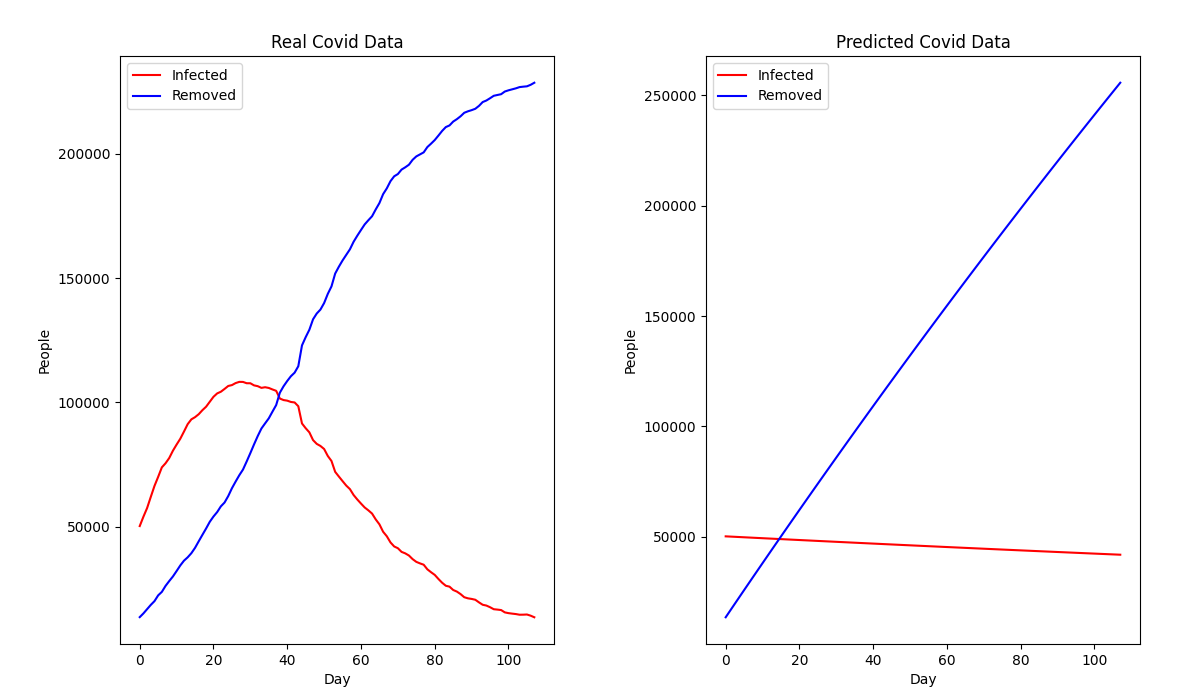 Real Covid Data
Infected
Removed
200000
150000
100000
50000
People
0 20 40 60 80 100
Day
Predicted Covid Data
Infected
Removed
250000
200000
150000
100000
50000
People
0 20 40 60 80 100
Day